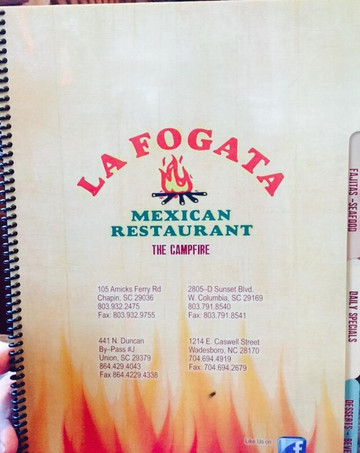 LA FOGATA
MEXICAN
RESTAURANT
THE CAMPFIRE
105 Amicks Ferry Rd
Chapin, SC 29036
803.932.2475
Fax: 803.932.9755
2805-D Sunset Blvd.
W. Columbia, SC 29169
803.791.8540
Fax: 803.791.8541
441 N. Duncan
By-Pass #J
Union, SC 29379
864.429.4043
Fax 864.4229.4338
1214 E. Caswell Street
Wadesboro, NC 28170
704.694.4919
Fax: 704.694.2679
Like Us on
f
FAJITAS -SEAFOOD
DAILY SPECIALS
DESSERTS -